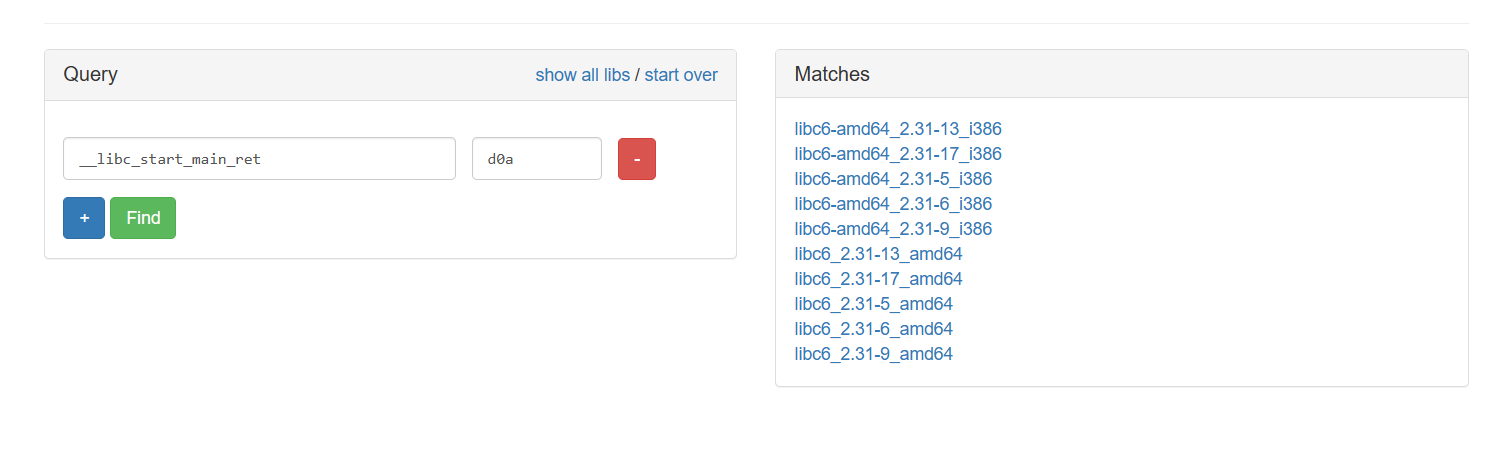 Query show all libs / start over
__libc_start_main_ret d0a -
+ Find
Matches
libc6-amd64_2.31-13_i386
libc6-amd64_2.31-17_i386
libc6-amd64_2.31-5_i386
libc6-amd64_2.31-6_i386
libc6-amd64_2.31-9_i386
libc6_2.31-13_amd64
libc6_2.31-17_amd64
libc6_2.31-5_amd64
libc6_2.31-6_amd64
libc6_2.31-9_amd64